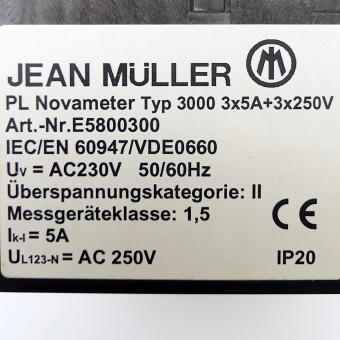 JEAN MÜLLER
PL Novameter Typ 3000 3x5A+3x250V
Art.-Nr.E5800300
IEC/EN 60947/VDE0660
Uv = AC230V 50/60Hz
Überspannungskategorie: II
Messgeräteklasse: 1,5
CE
Ik-l = 5A
UL123-N = AC 250V IP20